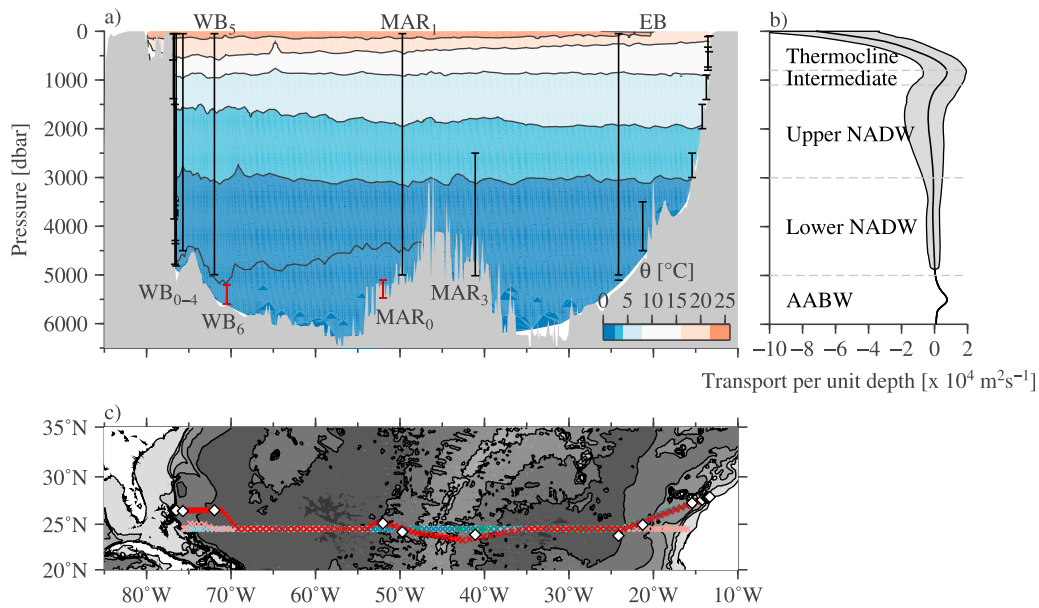 a) WB₅ MAR₁ EB b)
0
1000
2000
3000
4000
5000
6000
Pressure [dbar]
WB₀₋₄
WB₆
MAR₀
MAR₃
θ [°C]
0 5 10 15 20 25
Thermocline
Intermediate
Upper NADW
Lower NADW
AABW
−10 −8 −6 −4 −2 0 2
Transport per unit depth [x 10⁴ m²s⁻¹]
c)
35°N
30°N
25°N
20°N
80°W 70°W 60°W 50°W 40°W 30°W 20°W 10°W